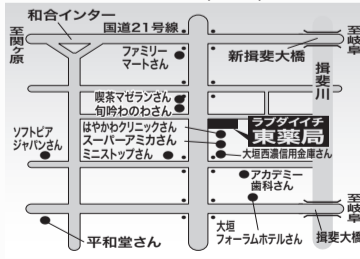 和合インター
国道21号線
至関ヶ原
至岐阜
ファミリー
マートさん
新揖斐大橋
揖斐川
喫茶マゼランさん
旬吟わのわさん
ラブダイイチ
東薬局
はやかわクリニックさん
スーパーアミカさん
ミニストップさん
大垣西濃信用金庫さん
ソフトピア
ジャパンさん
アカデミー
歯科さん
至岐阜
平和堂さん
大垣
フォーラムホテルさん
揖斐大橋